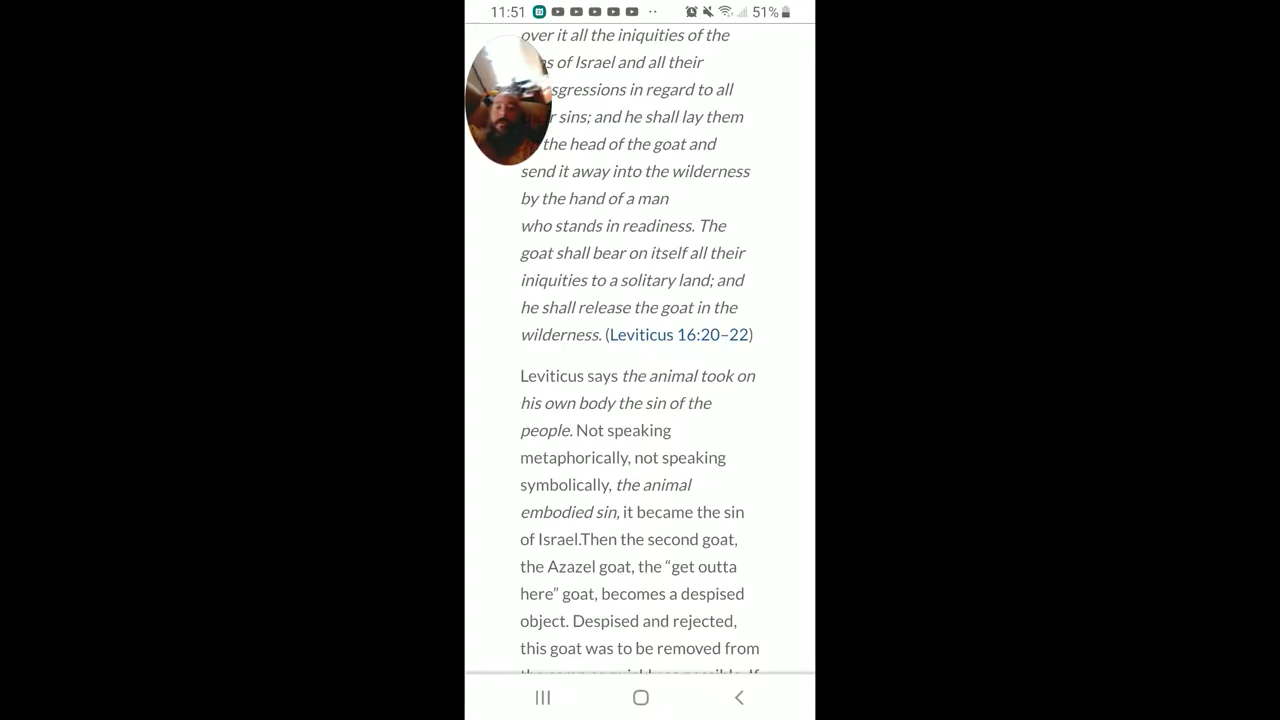 11:51 51%
over it all the iniquities of the
of Israel and all their
in regard to all
sins; and he shall lay them
the head of the goat and
send it away into the wilderness
by the hand of a man
who stands in readiness. The
goat shall bear on itself all their
iniquities to a solitary land; and
he shall release the goat in the
wilderness. (Leviticus 16:20–22)
Leviticus says the animal took on
his own body the sin of the
people. Not speaking
metaphorically, not speaking
symbolically, the animal
embodied sin, it became the sin
of Israel.Then the second goat,
the Azazel goat, the “get outta
here” goat, becomes a despised
object. Despised and rejected,
this goat was to be removed from